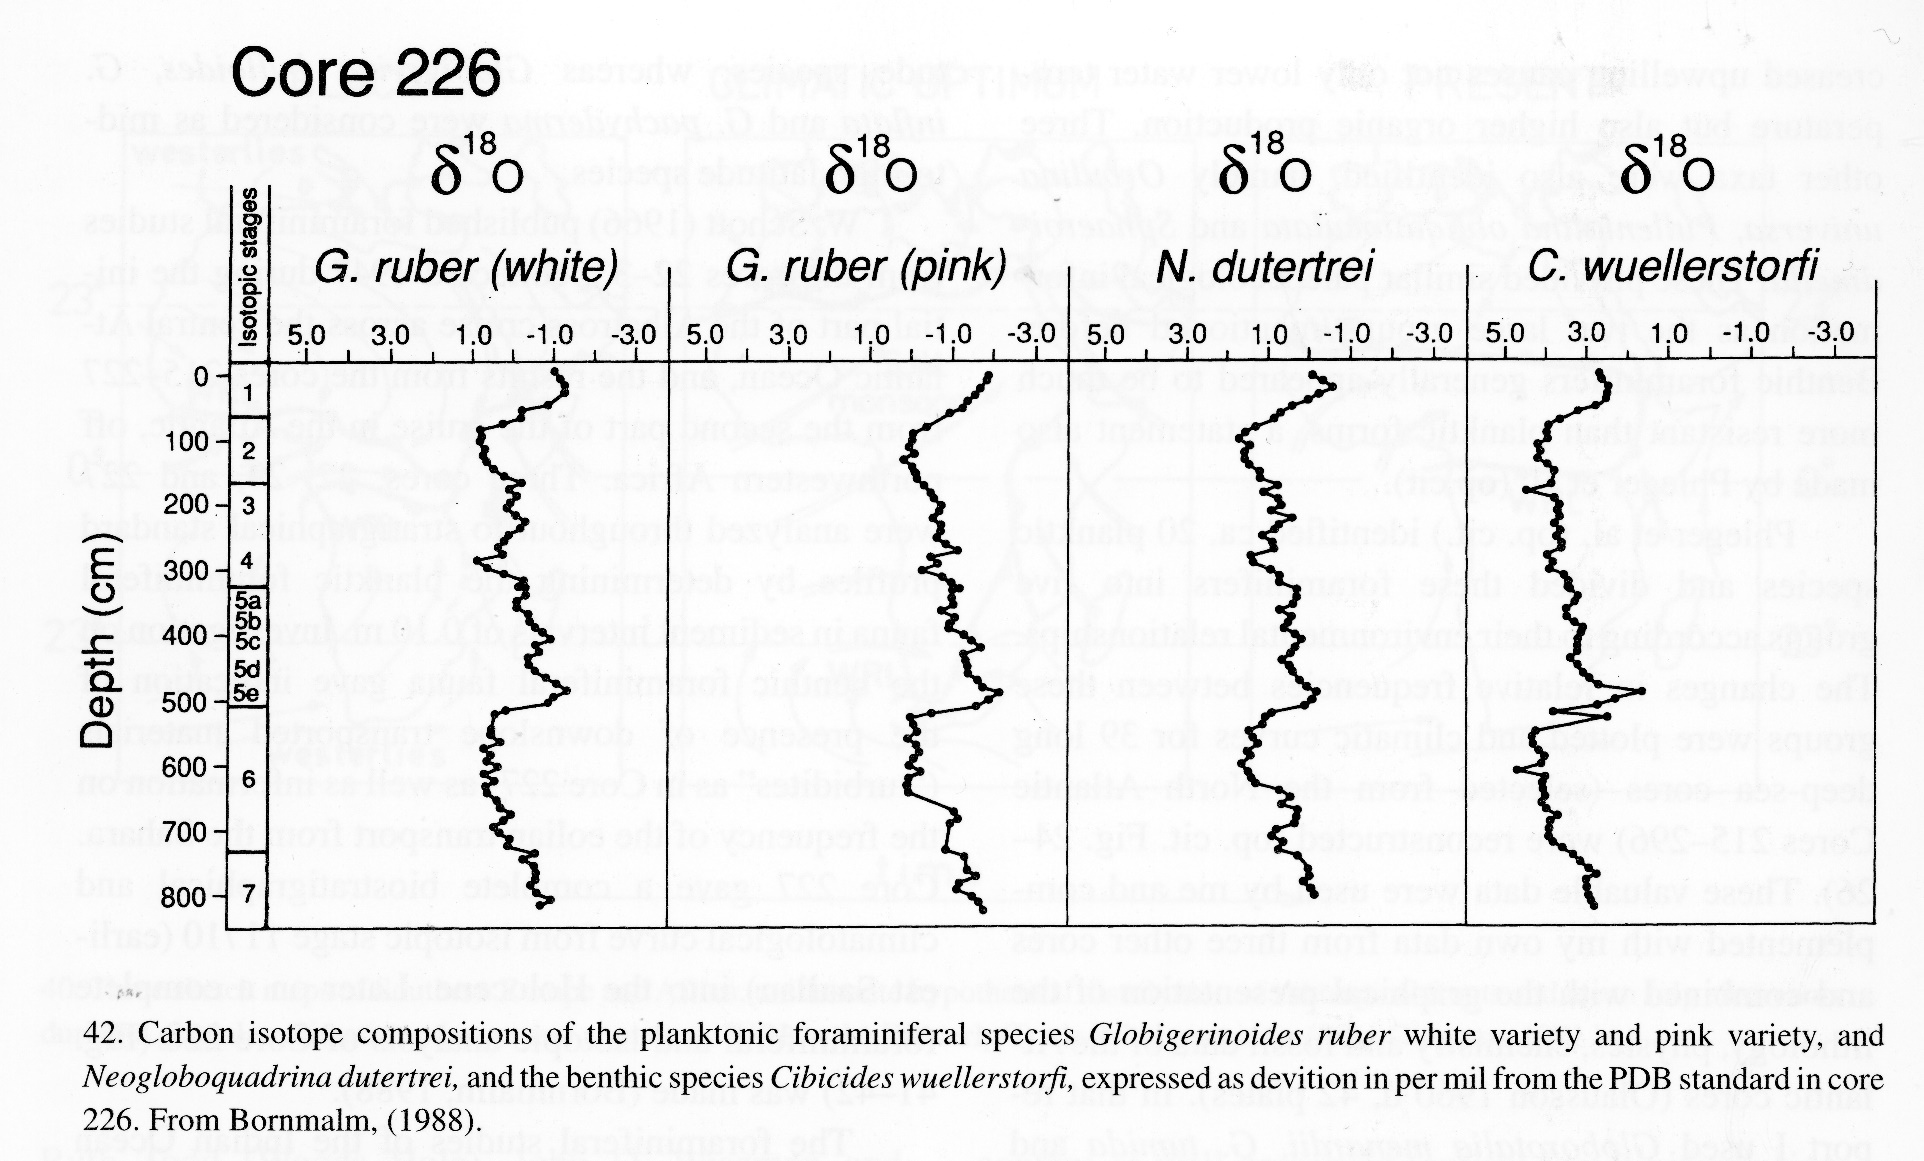 Core 226
δ18O δ18O δ18O δ18O
Isotopic stages
G. ruber (white) G. ruber (pink) N. dutertrei C. wuellerstorfi
5.0 3.0 1.0 -1.0 -3.0 5.0 3.0 1.0 -1.0 -3.0 5.0 3.0 1.0 -1.0 -3.0 5.0 3.0 1.0 -1.0 -3.0
0
1
100
2
200 3
300 4
5a
5b
400 5c
5d
5e
500
600
6
700
800 7
Depth (cm)
42. Carbon isotope compositions of the planktonic foraminiferal species Globigerinoides ruber white variety and pink variety, and
Neogloboquadrina dutertrei, and the benthic species Cibicides wuellerstorfi, expressed as devition in per mil from the PDB standard in core
226. From Bornmalm, (1988).